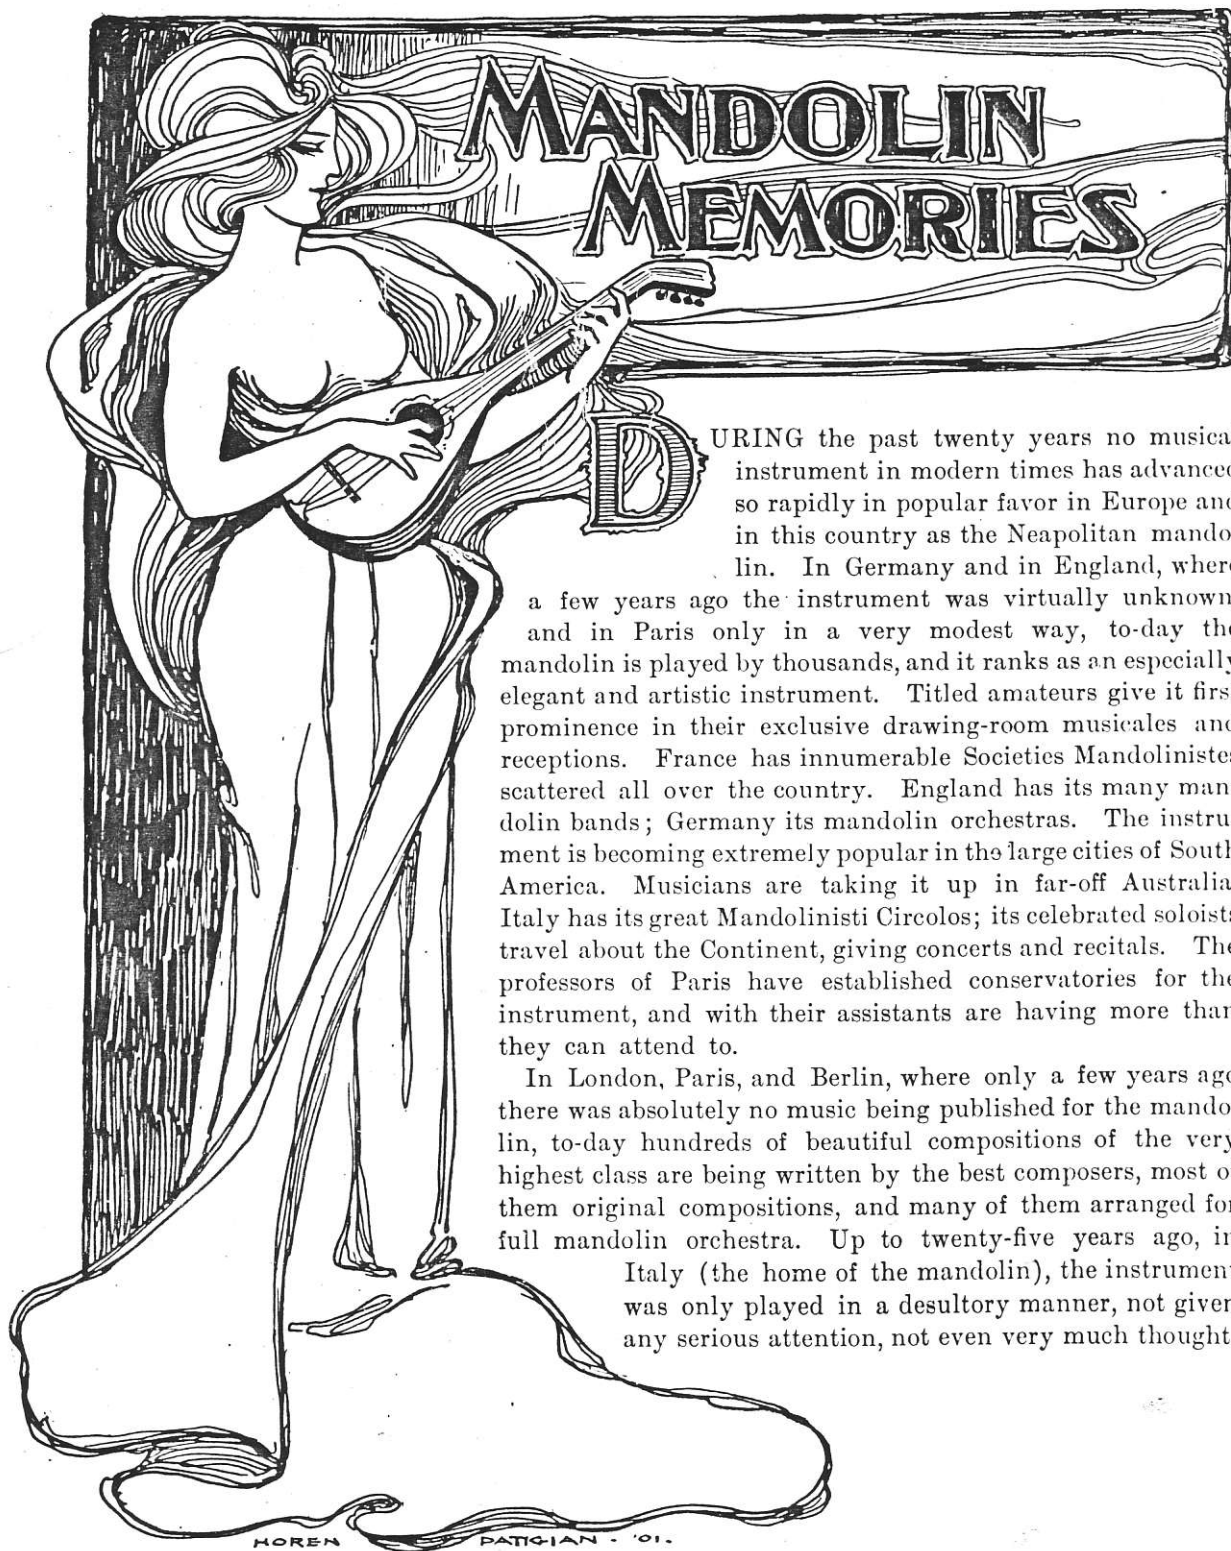 MANDOLIN
MEMORIES
DURING the past twenty years no musica
instrument in modern times has advanced
so rapidly in popular favor in Europe and
in this country as the Neapolitan mando
lin. In Germany and in England, where
a few years ago the instrument was virtually unknown
and in Paris only in a very modest way, to-day the
mandolin is played by thousands, and it ranks as an especially
elegant and artistic instrument. Titled amateurs give it firs
prominence in their exclusive drawing-room musicales and
receptions. France has innumerable Societies Mandolinistes
scattered all over the country. England has its many man
dolin bands; Germany its mandolin orchestras. The instru
ment is becoming extremely popular in the large cities of South
America. Musicians are taking it up in far-off Australia
Italy has its great Mandolinisti Circolos; its celebrated soloists
travel about the Continent, giving concerts and recitals. The
professors of Paris have established conservatories for the
instrument, and with their assistants are having more than
they can attend to.
In London, Paris, and Berlin, where only a few years ago
there was absolutely no music being published for the mando
lin, to-day hundreds of beautiful compositions of the very
highest class are being written by the best composers, most of
them original compositions, and many of them arranged for
full mandolin orchestra. Up to twenty-five years ago, in
Italy (the home of the mandolin), the instrument
was only played in a desultory manner, not given
any serious attention, not even very much thought
HOREN PATIGIAN - '01.